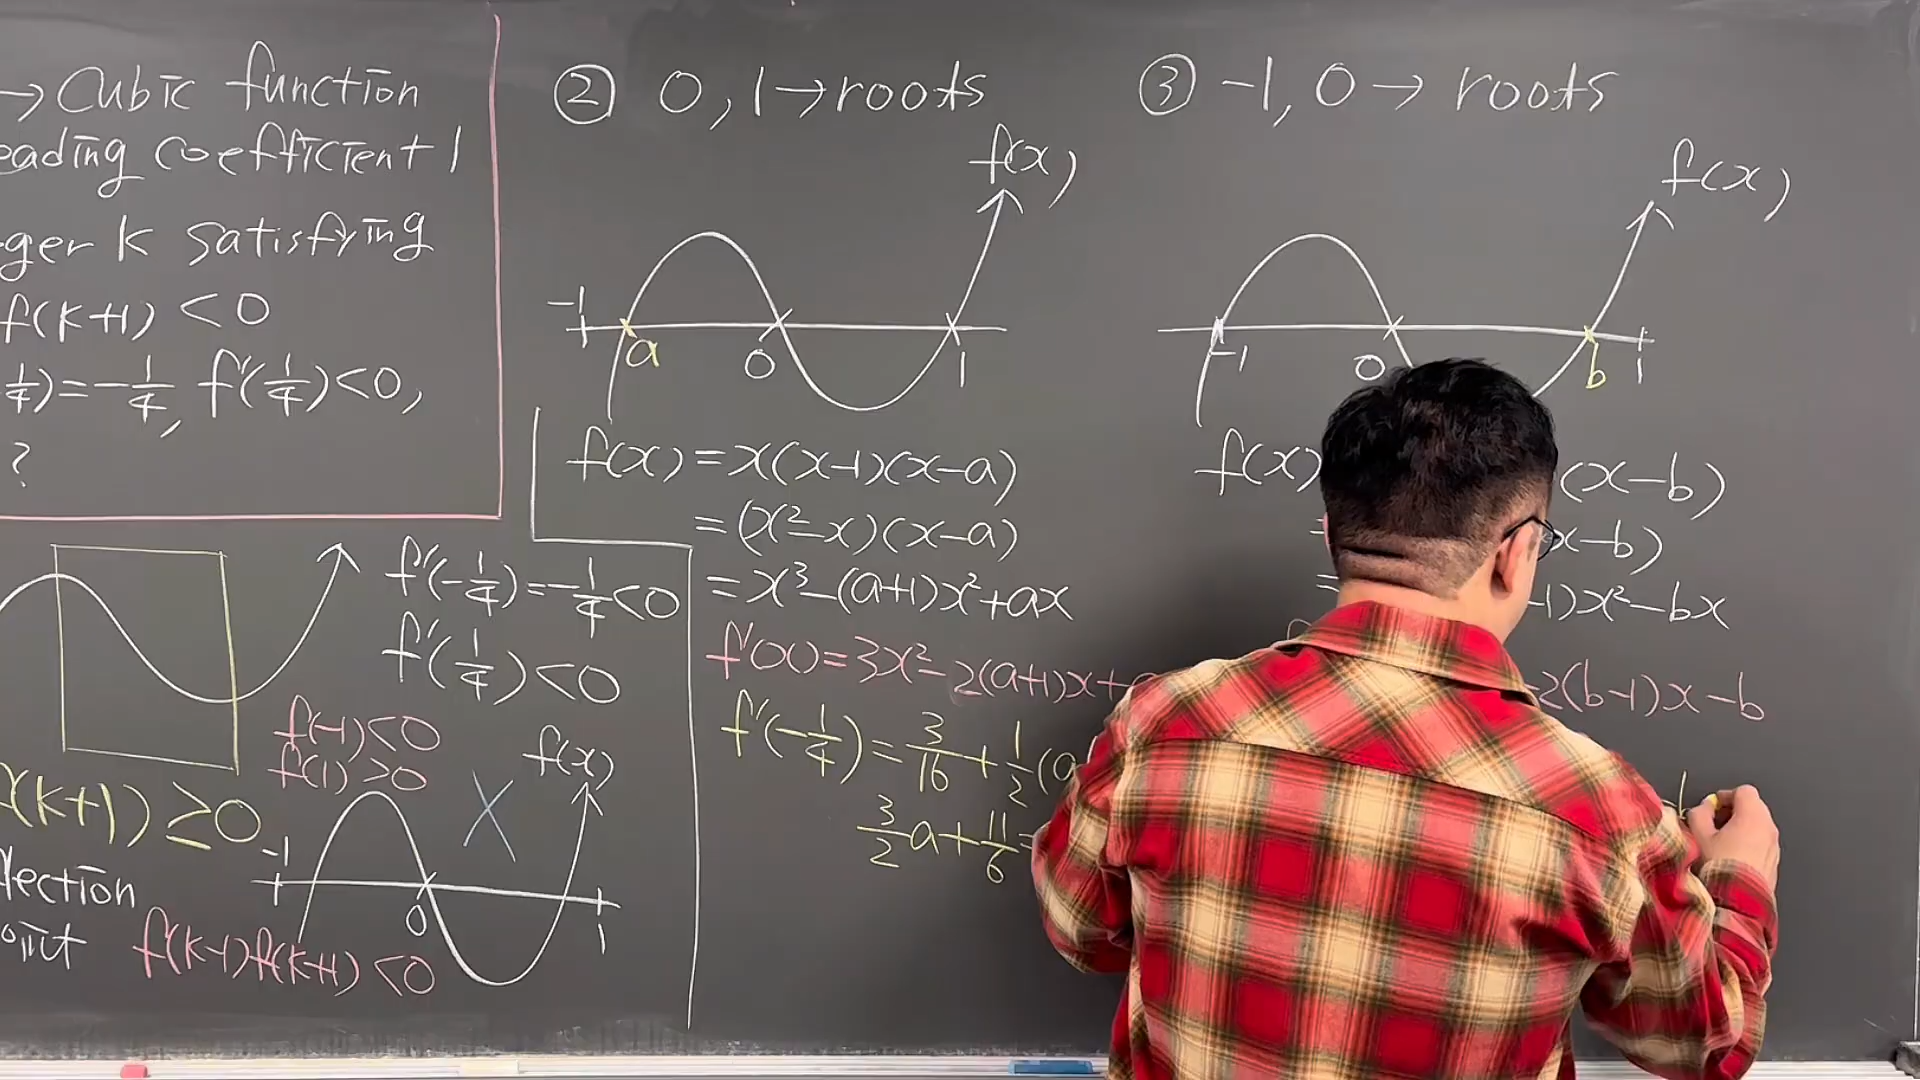 → Cubic function
eading coefficient 1
ger k satisfying
f(k+1) < 0
1/4) = -1/4, f'(1/4) < 0,
?
f'(-1/4) = -1/4 < 0
f'(1/4) < 0
f(-1) < 0
f(1) > 0
(k+1) ≥ 0
lection
oint
f(x)
-1 0 1
f(k-1)f(k+1) < 0
② 0, 1 → roots
f(x)
-1 a 0 1
f(x) = x(x-1)(x-a)
= (x²-x)(x-a)
= x³-(a+1)x²+ax
f'(x) = 3x²-2(a+1)x+
f'(-1/4) = 3/16 + 1/2(a
3/2 a + 11/6 =
③ -1, 0 → roots
f(x)
-1 0 b 1
f(x) (x-b)
= x-b)
= -1)x²-bx
2(b-1)x-b